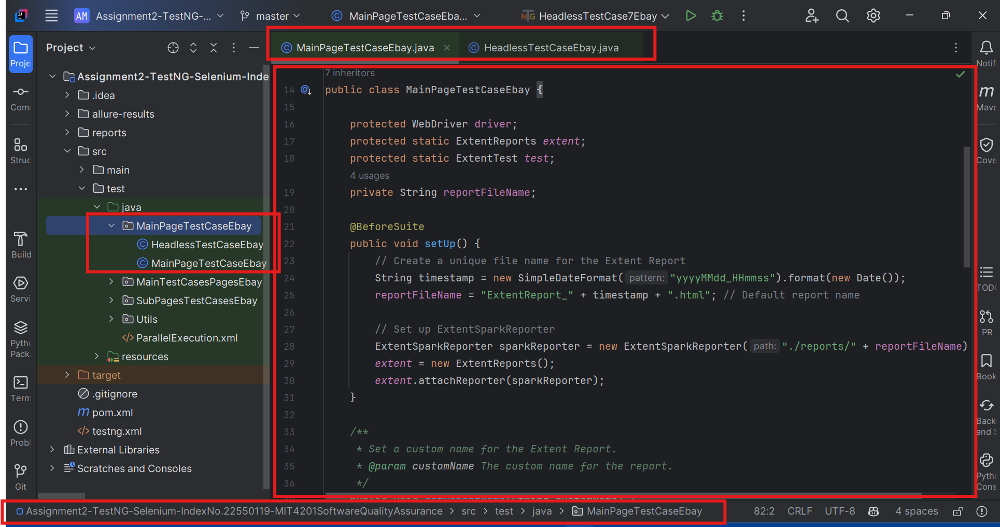 AM Assignment2-TestNG-... master MainPageTestCaseEba... HeadlessTestCase7Ebay
Project
MainPageTestCaseEbay.java HeadlessTestCaseEbay.java
Proje
Assignment2-TestNG-Selenium-Inde
.idea
allure-results
reports
src
main
test
java
MainPageTestCaseEbay
HeadlessTestCaseEbay
MainPageTestCaseEbay
MainTestCasesPagesEbay
SubPagesTestCasesEbay
Utils
ParallelExecution.xml
resources
target
.gitignore
pom.xml
testng.xml
External Libraries
Scratches and Consoles
Com
Struc
Build
Servi
Pyth
Pack
Term
Probl
Git
7 inheritors
14 public class MainPageTestCaseEbay {
15
16 protected WebDriver driver;
17 protected static ExtentReports extent;
18 protected static ExtentTest test;
4 usages
19 private String reportFileName;
20
21 @BeforeSuite
22 public void setUp() {
23 // Create a unique file name for the Extent Report
24 String timestamp = new SimpleDateFormat( pattern: "yyyyMMdd_HHmmss").format(new Date());
25 reportFileName = "ExtentReport_" + timestamp + ".html"; // Default report name
26
27 // Set up ExtentSparkReporter
28 ExtentSparkReporter sparkReporter = new ExtentSparkReporter( path: "./reports/" + reportFileName)
29 extent = new ExtentReports();
30 extent.attachReporter(sparkReporter);
31 }
32
33 /**
34 * Set a custom name for the Extent Report.
35 * @param customName The custom name for the report.
36 */
Notif
m
Mave
Cove
TODO
PR
Book
Back
and S
Pyth
Cons
Assignment2-TestNG-Selenium-IndexNo.22550119-MIT4201SoftwareQualityAssurance > src > test > java > MainPageTestCaseEbay
82:2 CRLF UTF-8 4 spaces